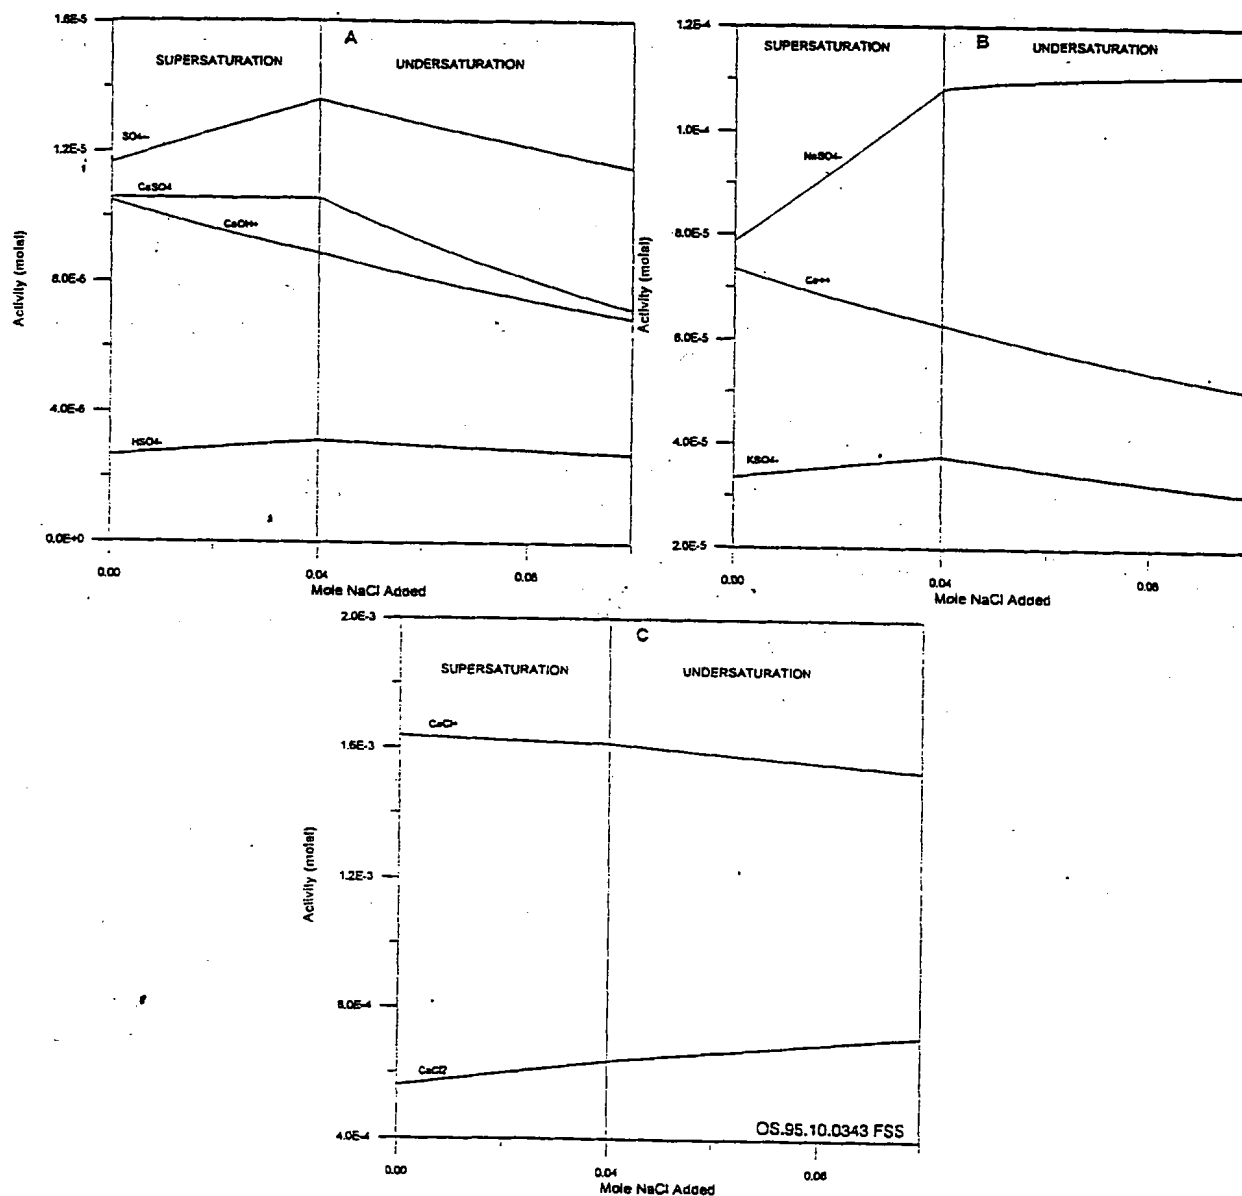 1.6E-5
A
SUPERSATURATION
UNDERSATURATION
SO4--
1.2E-5
CaSO4
CaOH+
Activity (molal)
8.0E-6
4.0E-6
HSO4-
0.0E+0
0.00
0.04
0.08
Mole NaCl Added
1.2E-4
B
SUPERSATURATION
UNDERSATURATION
1.0E-4
NaSO4-
8.0E-5
Ca++
Activity (molal)
6.0E-5
4.0E-5
KSO4-
2.0E-5
0.00
0.04
0.08
Mole NaCl Added
2.0E-3
C
SUPERSATURATION
UNDERSATURATION
CaCl+
1.6E-3
1.2E-3
Activity (molal)
8.0E-4
CaCl2
4.0E-4
OS.95.10.0343 FSS
0.00
0.04
0.08
Mole NaCl Added